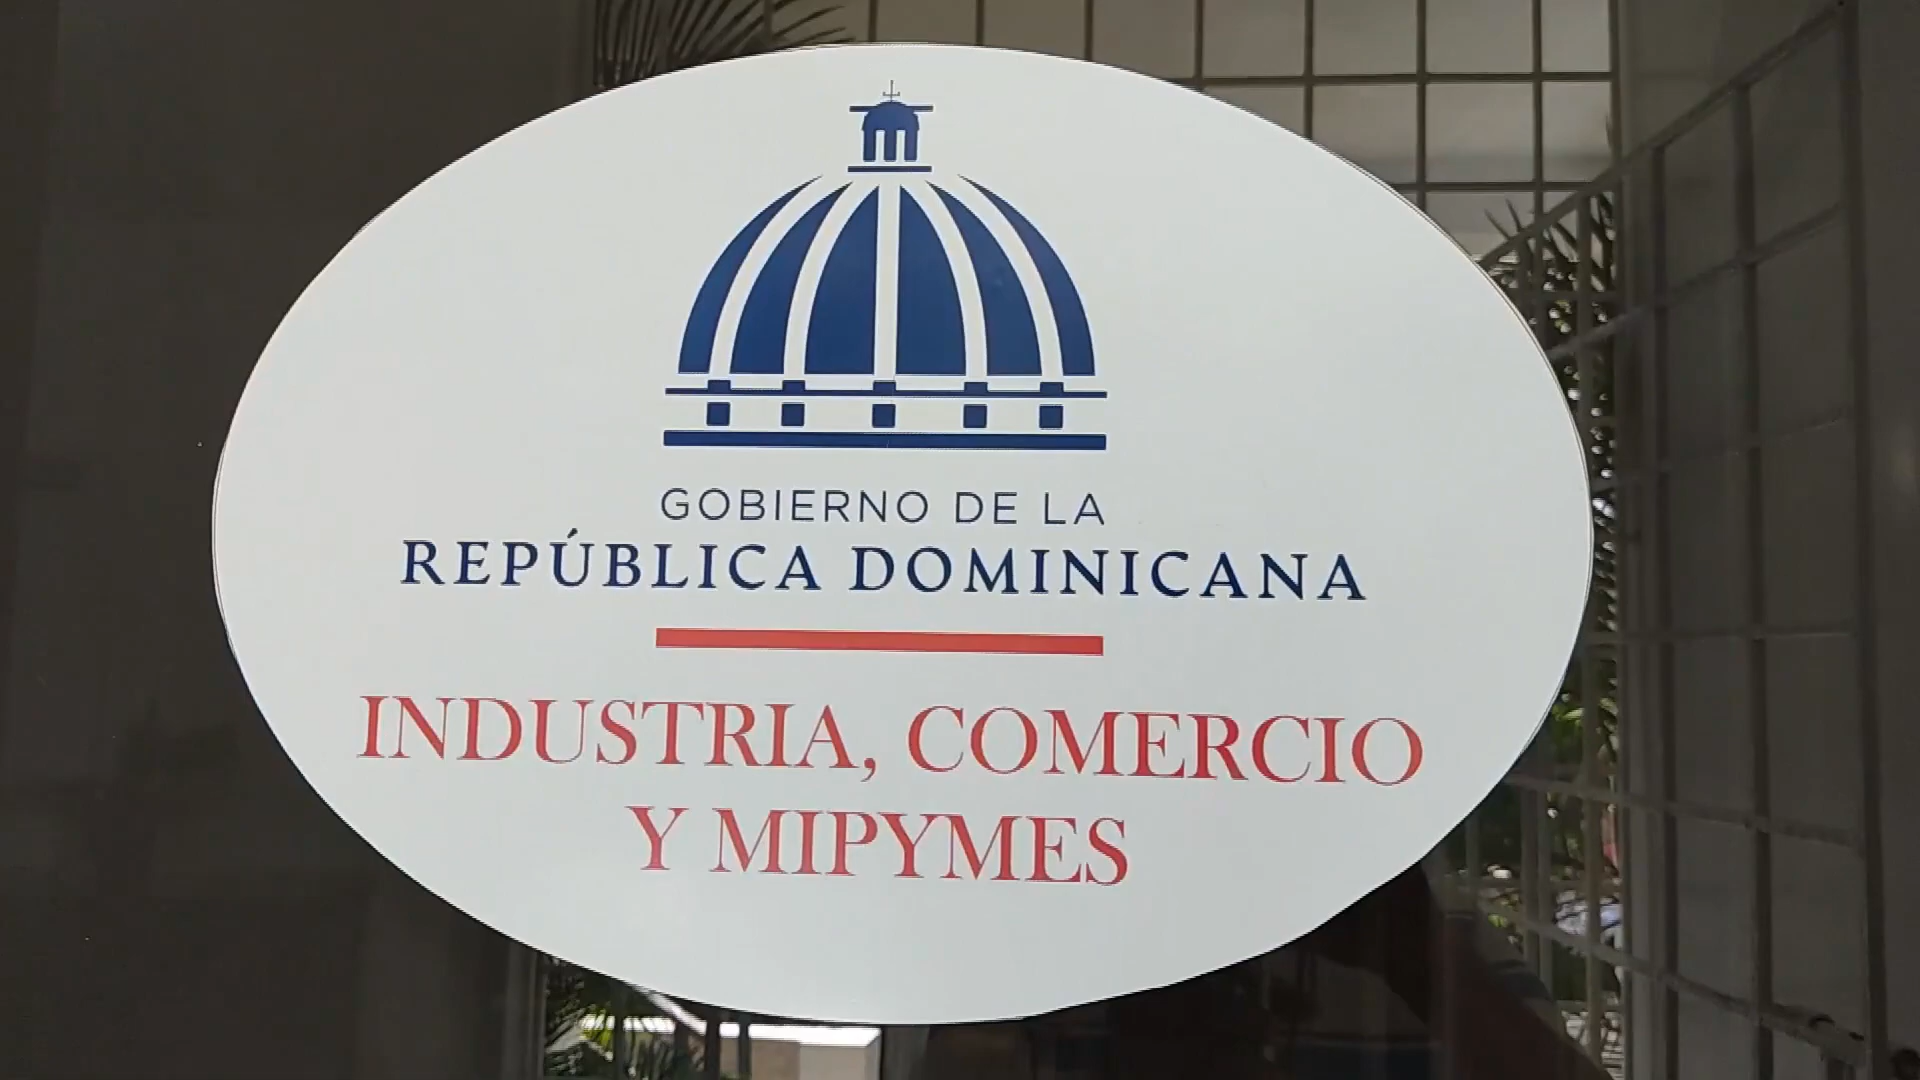 GOBIERNO DE LA
REPÚBLICA DOMINICANA
INDUSTRIA, COMERCIO
Y MIPYMES